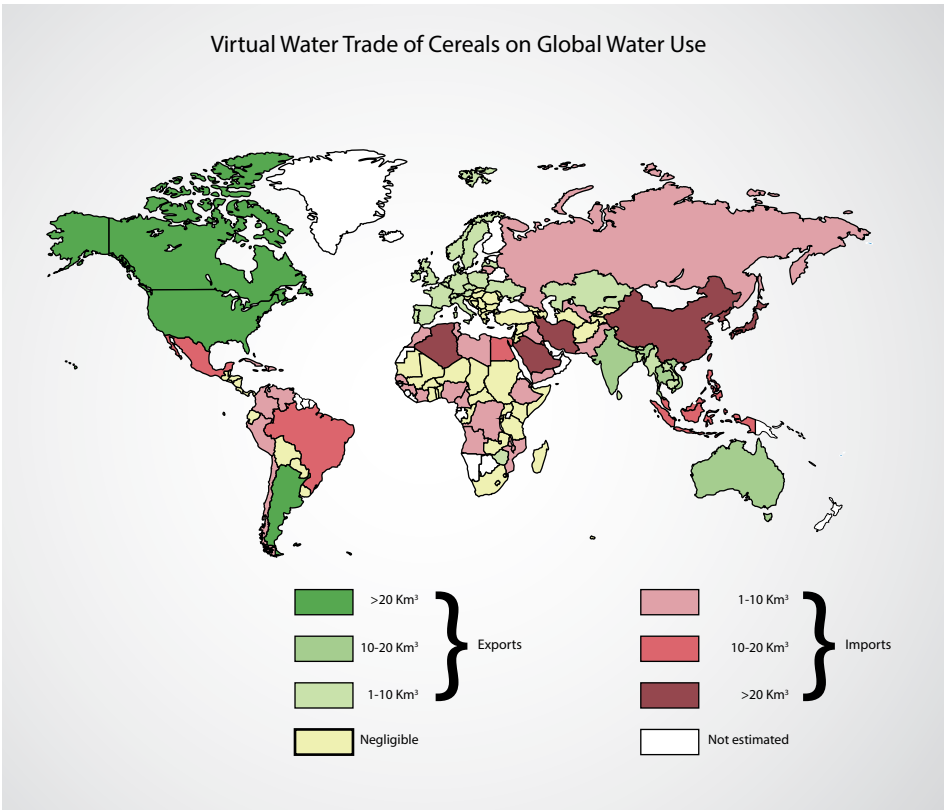 Virtual Water Trade of Cereals on Global Water Use
>20 Km³
10-20 Km³
1-10 Km³
Exports
Negligible
1-10 Km³
10-20 Km³
>20 Km³
Imports
Not estimated